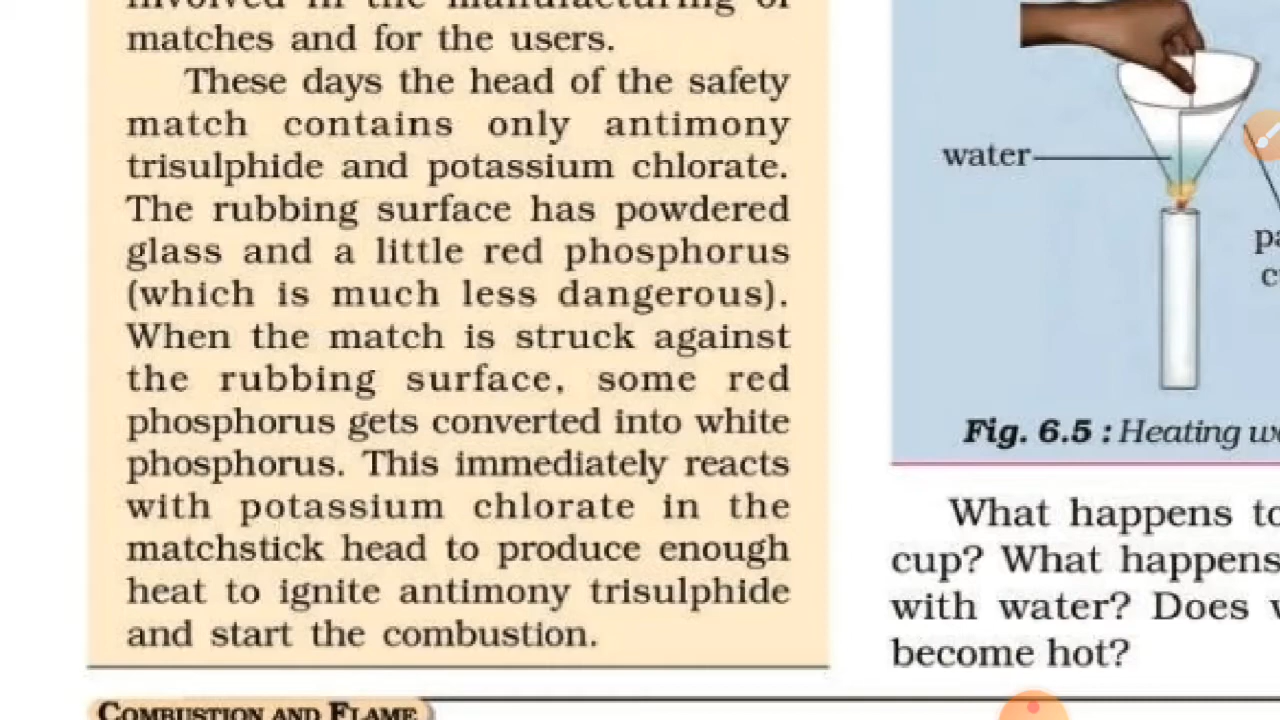 matches and for the users.
These days the head of the safety
match contains only antimony
trisulphide and potassium chlorate.
The rubbing surface has powdered
glass and a little red phosphorus
(which is much less dangerous).
When the match is struck against
the rubbing surface, some red
phosphorus gets converted into white
phosphorus. This immediately reacts
with potassium chlorate in the
matchstick head to produce enough
heat to ignite antimony trisulphide
and start the combustion.
COMBUSTION AND FLAME
water
Fig. 6.5 : Heating
What happens
cup? What happens
with water? Does
become hot?